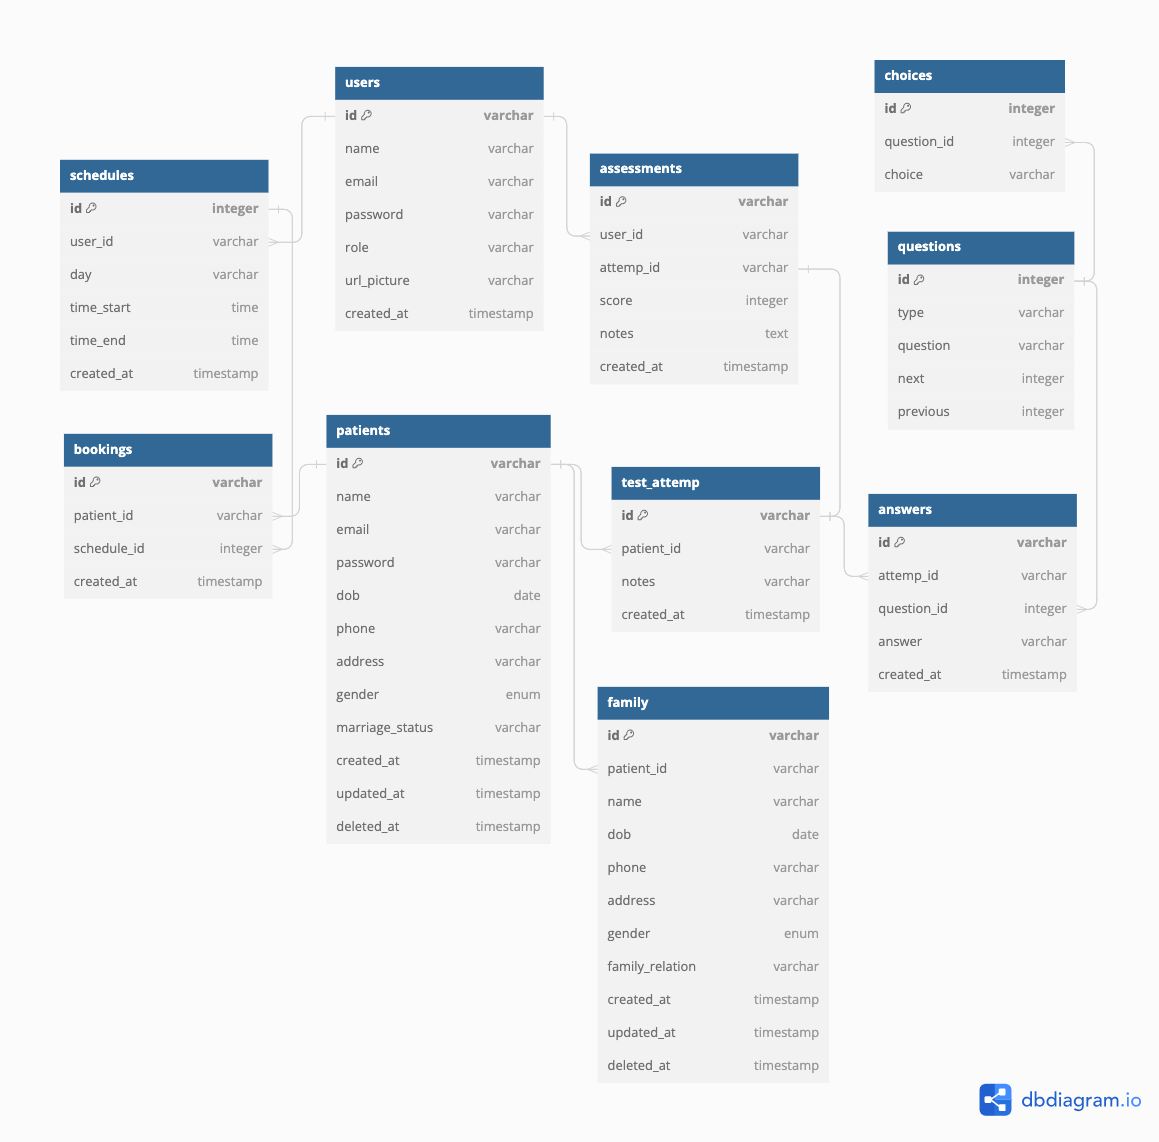 users
id varchar
name varchar
email varchar
password varchar
role varchar
url_picture varchar
created_at timestamp
choices
id integer
question_id integer
choice varchar
schedules
id integer
user_id varchar
day varchar
time_start time
time_end time
created_at timestamp
assessments
id varchar
user_id varchar
attemp_id varchar
score integer
notes text
created_at timestamp
questions
id integer
type varchar
question varchar
next integer
previous integer
bookings
id varchar
patient_id varchar
schedule_id integer
created_at timestamp
patients
id varchar
name varchar
email varchar
password varchar
dob date
phone varchar
address varchar
gender enum
marriage_status varchar
created_at timestamp
updated_at timestamp
deleted_at timestamp
test_attemp
id varchar
patient_id varchar
notes varchar
created_at timestamp
answers
id varchar
attemp_id varchar
question_id integer
answer varchar
created_at timestamp
family
id varchar
patient_id varchar
name varchar
dob date
phone varchar
address varchar
gender enum
family_relation varchar
created_at timestamp
updated_at timestamp
deleted_at timestamp
dbdiagram.io